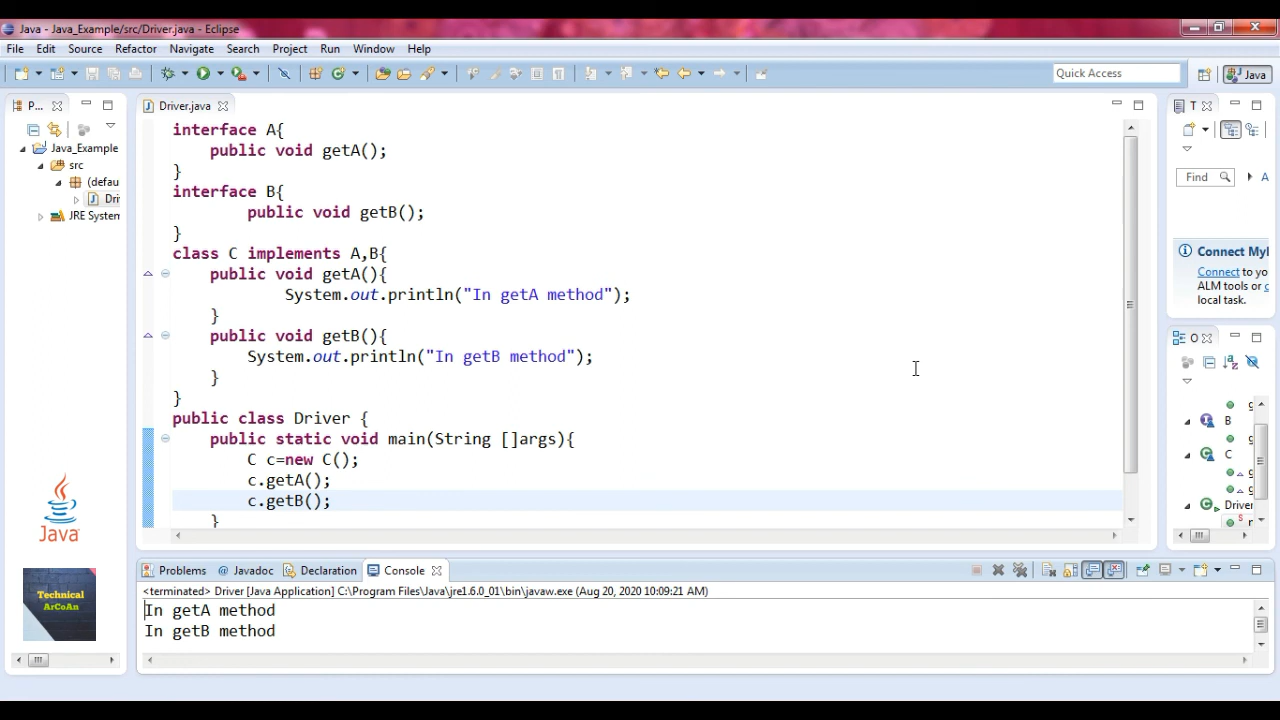 Java - Java_Example/src/Driver.java - Eclipse
File Edit Source Refactor Navigate Search Project Run Window Help
Quick Access
Java
P...
Java_Example
src
(defau
Dri
JRE System
Driver.java
interface A{
public void getA();
}
interface B{
public void getB();
}
class C implements A,B{
public void getA(){
System.out.println("In getA method");
}
public void getB(){
System.out.println("In getB method");
}
}
public class Driver {
public static void main(String []args){
C c=new C();
c.getA();
c.getB();
}
T
Find
A
Connect Myl
Connect to yo
ALM tools or c
local task.
O
g
B
g
C
g
g
Driver
Java
Technical
ArCoAn
Problems @ Javadoc Declaration Console
<terminated> Driver [Java Application] C:\Program Files\Java\jre1.6.0_01\bin\javaw.exe (Aug 20, 2020 10:09:21 AM)
In getA method
In getB method